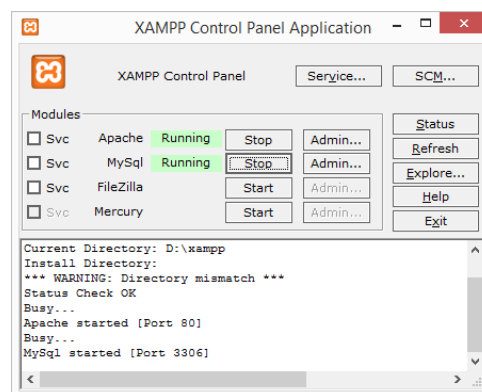 XAMPP Control Panel Application
XAMPP Control Panel
Service...
SCM...
Modules
Svc Apache Running Stop Admin...
Svc MySql Running Stop Admin...
Svc FileZilla Start Admin...
Svc Mercury Start Admin...
Status
Refresh
Explore...
Help
Exit
Current Directory: D:\xampp
Install Directory:
*** WARNING: Directory mismatch ***
Status Check OK
Busy...
Apache started [Port 80]
Busy...
MySql started [Port 3306]